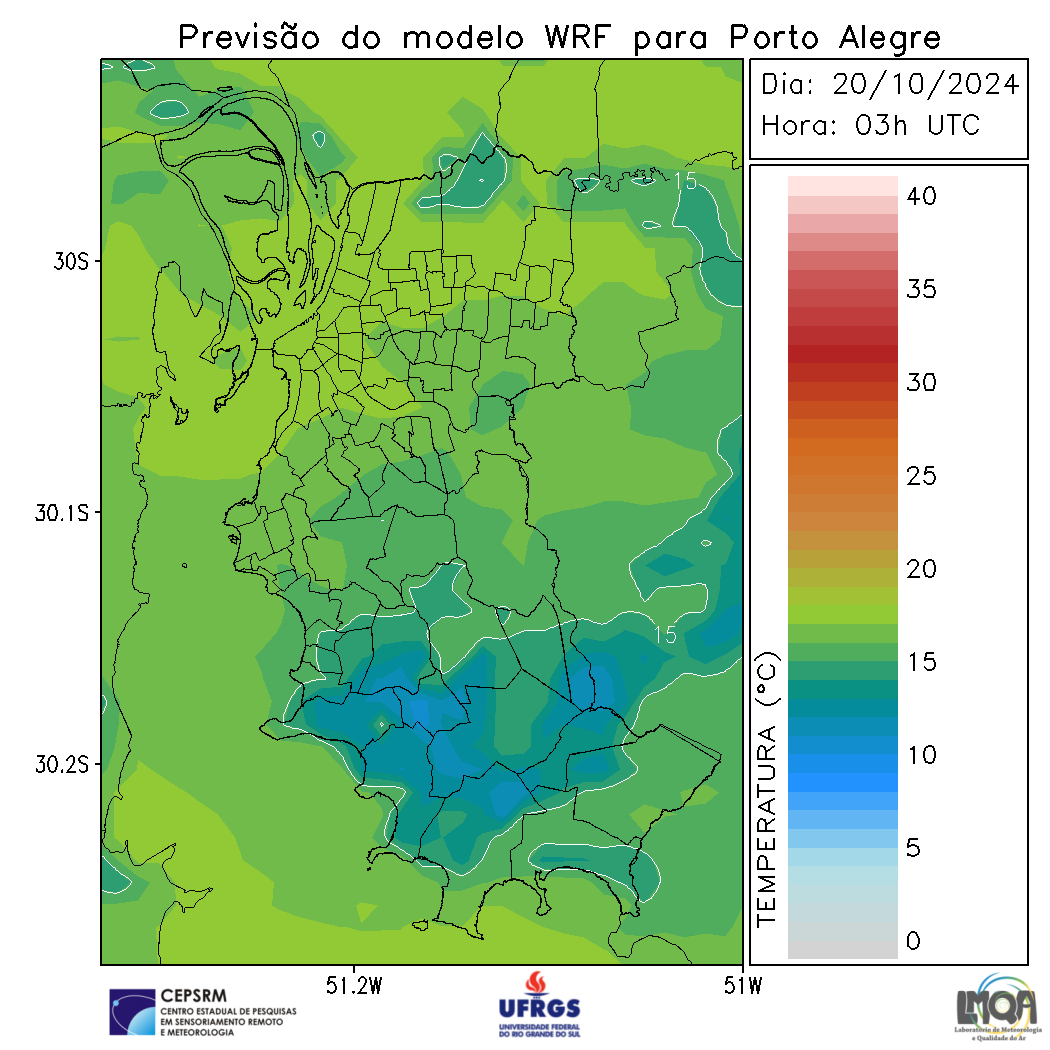 Previsão do modelo WRF para Porto Alegre
Dia: 20/10/2024
Hora: 03h UTC
15
15
30S
30.1S
30.2S
51.2W
51W
TEMPERATURA (°C)
40
35
30
25
20
15
10
5
0
CEPSRM
CENTRO ESTADUAL DE PESQUISAS
EM SENSORIAMENTO REMOTO
E METEOROLOGIA
UFRGS
UNIVERSIDADE FEDERAL
DO RIO GRANDE DO SUL
LMQA
Laboratório de Meteorologia
e Qualidade do Ar